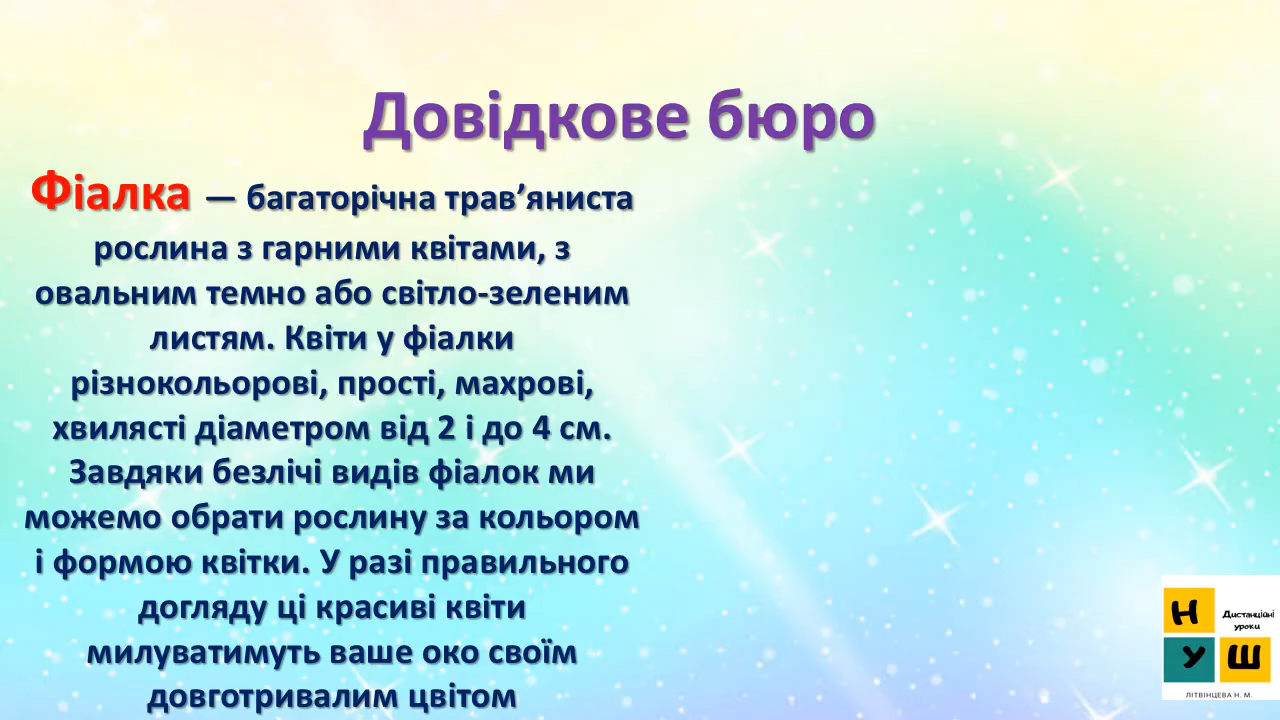 Довідкове бюро
Фіалка — багаторічна трав’яниста
рослина з гарними квітами, з
овальним темно або світло-зеленим
листям. Квіти у фіалки
різнокольорові, прості, махрові,
хвилясті діаметром від 2 і до 4 см.
Завдяки безлічі видів фіалок ми
можемо обрати рослину за кольором
і формою квітки. У разі правильного
догляду ці красиві квіти
милуватимуть ваше око своїм
довготривалим цвітом
Н
Дистанційні
уроки
У Ш
ЛІТВІНЦЕВА Н. М.